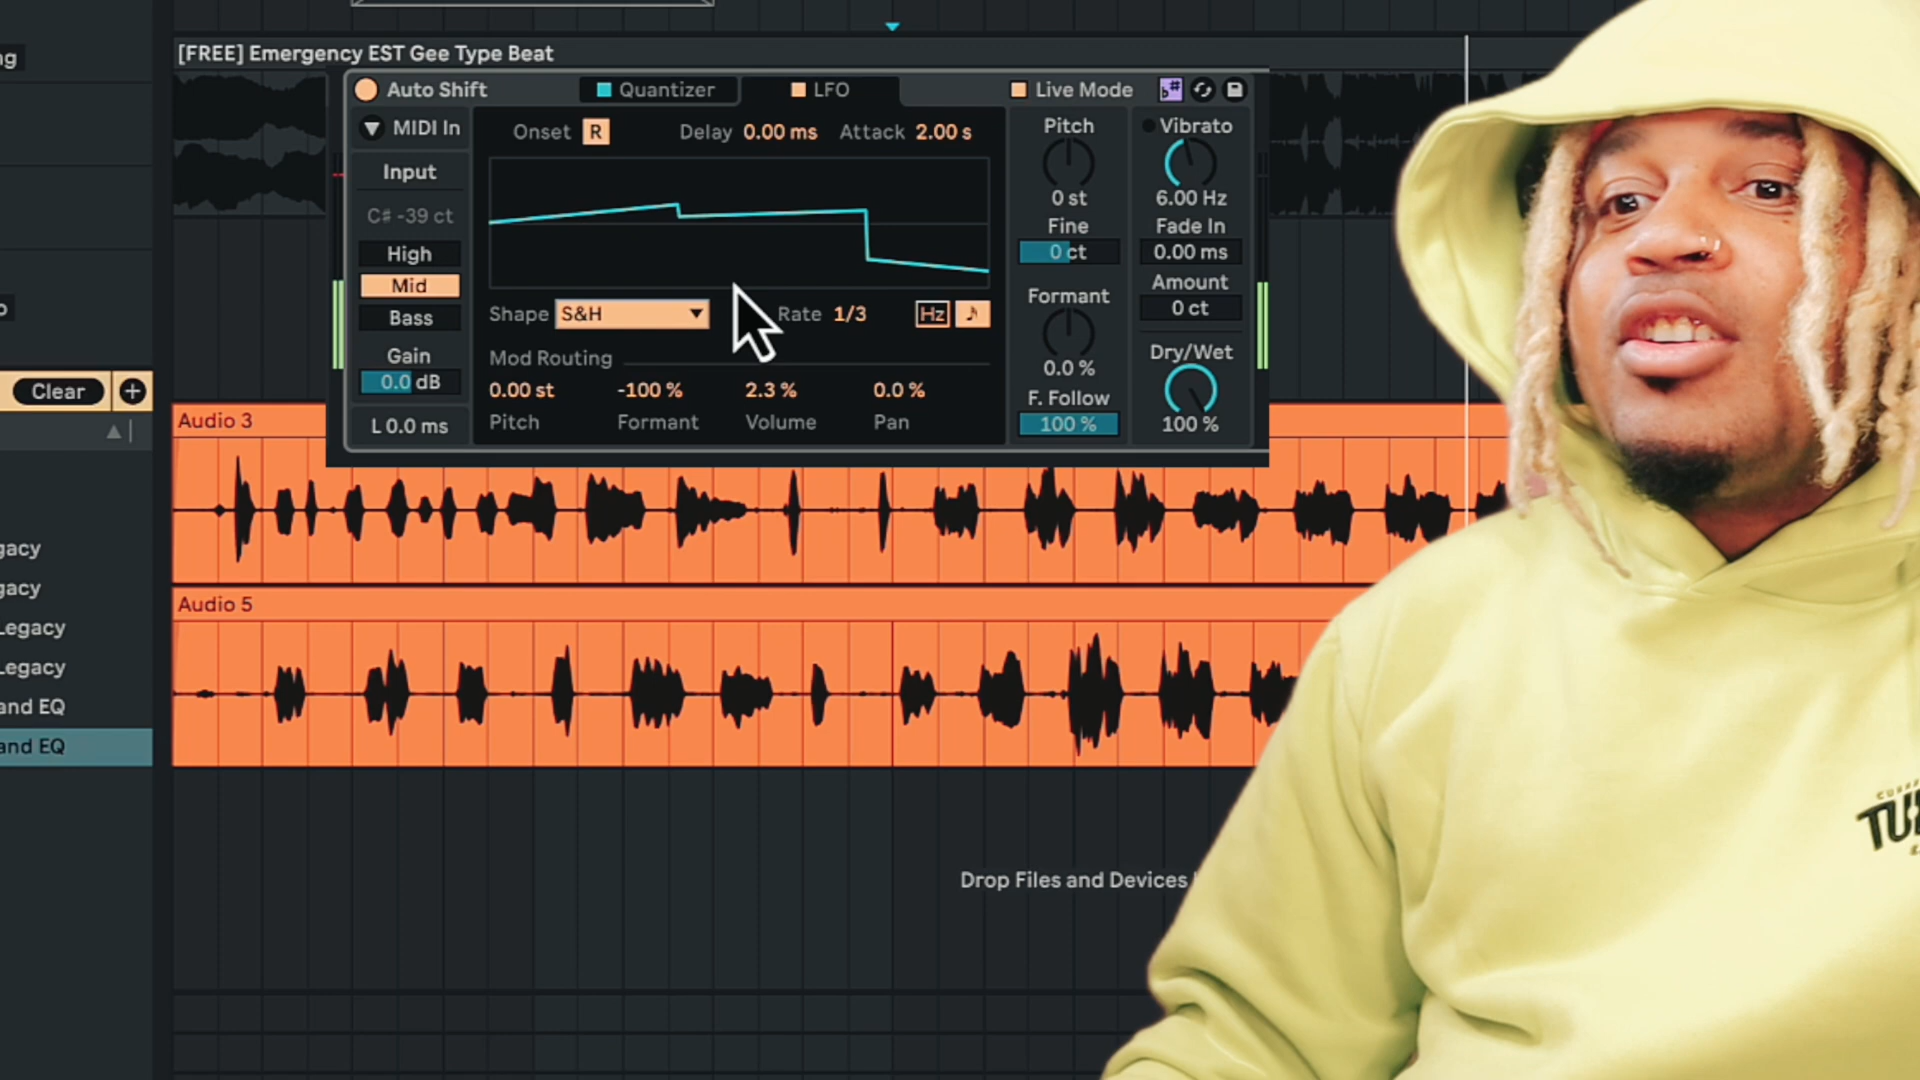 ng
[FREE] Emergency EST Gee Type Beat
Auto Shift
Quantizer
LFO
Live Mode
MIDI In
Onset R
Delay 0.00 ms
Attack 2.00 s
Pitch
0 st
Fine
0 ct
Formant
0.0 %
F. Follow
100 %
Vibrato
6.00 Hz
Fade In
0.00 ms
Amount
0 ct
Dry/Wet
100 %
Input
C# -39 ct
High
Mid
Bass
Gain
0.0 dB
L 0.0 ms
Shape S&H
Rate 1/3
Hz
Mod Routing
0.00 st -100 % 2.3 % 0.0 %
Pitch Formant Volume Pan
Clear
Audio 3
Audio 5
gacy
gacy
Legacy
Legacy
and EQ
and EQ
Drop Files and Devices